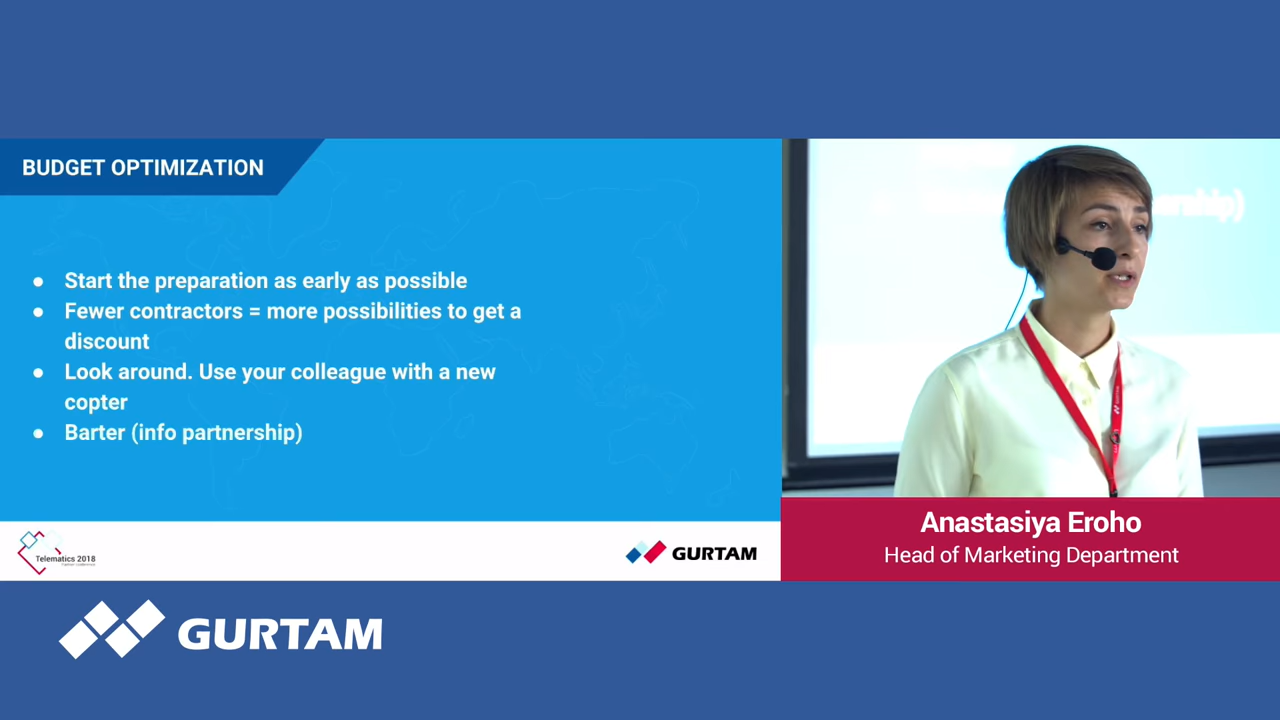 BUDGET OPTIMIZATION
● Start the preparation as early as possible
● Fewer contractors = more possibilities to get a
discount
● Look around. Use your colleague with a new
copter
● Barter (info partnership)
Telematics 2018
GURTAM
ership)
Anastasiya Eroho
Head of Marketing Department
GURTAM